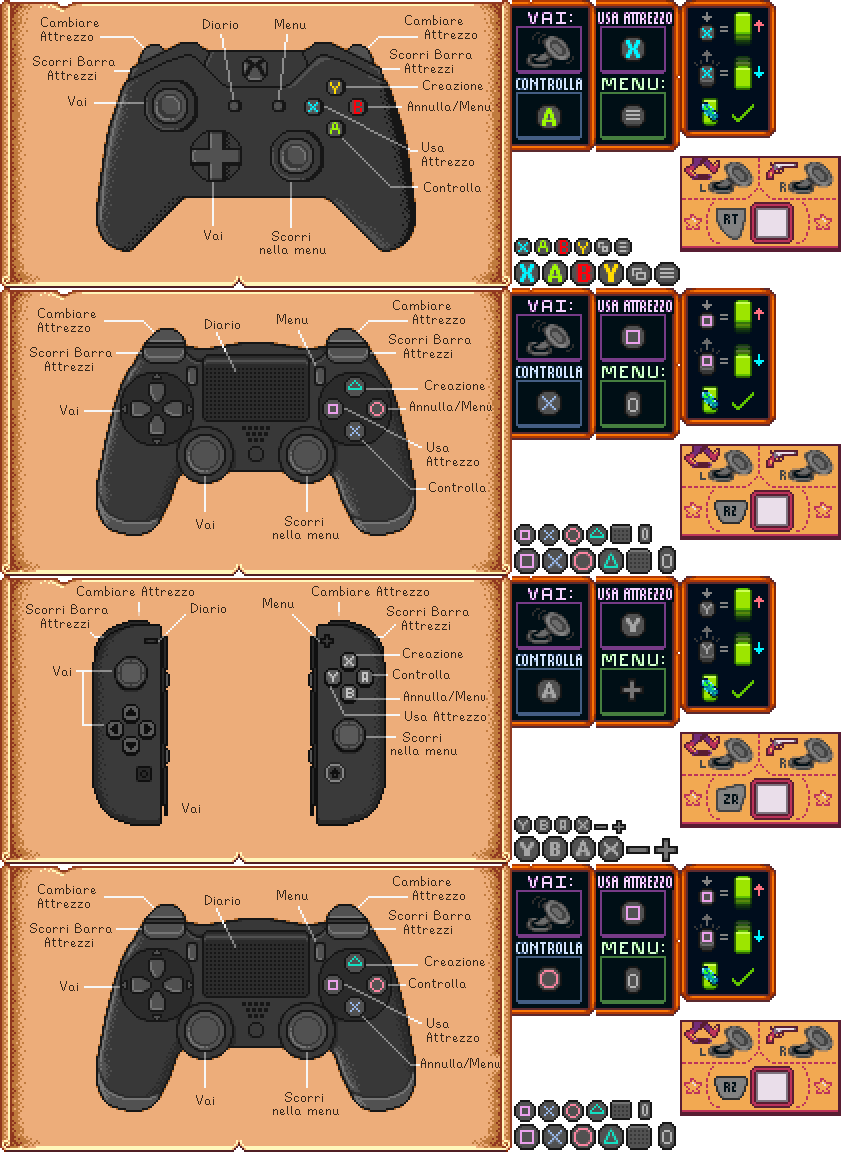 Cambiare
Attrezzo
Diario
Menu
Cambiare
Attrezzo
Scorri Barra
Attrezzi
Scorri Barra
Attrezzi
Vai
Y
Creazione
X
B
Annulla/Menu
A
Usa
Attrezzo
Controlla
Vai
Scorri
nella menu
VAI:
USA ATTREZZO
X
CONTROLLA
MENU:
A
X
=
X
=
L
R
RT
X A B Y
X A B Y
Cambiare
Attrezzo
Diario
Menu
Cambiare
Attrezzo
Scorri Barra
Attrezzi
Scorri Barra
Attrezzi
Vai
Creazione
Annulla/Menu
Usa
Attrezzo
Controlla
Vai
Scorri
nella menu
VAI:
USA ATTREZZO
CONTROLLA
MENU:
=
=
L
R
R2
Cambiare Attrezzo
Cambiare Attrezzo
Scorri Barra
Attrezzi
Diario
Menu
Scorri Barra
Attrezzi
Vai
X
Creazione
Y
A
Controlla
B
Annulla/Menu
Usa Attrezzo
Scorri
nella menu
Vai
VAI:
USA ATTREZZO
Y
CONTROLLA
MENU:
A
+
Y
=
Y
=
L
R
ZR
Y B A X - +
Y B A X - +
Cambiare
Attrezzo
Diario
Menu
Cambiare
Attrezzo
Scorri Barra
Attrezzi
Scorri Barra
Attrezzi
Vai
Creazione
Controlla
Usa
Attrezzo
Annulla/Menu
Vai
Scorri
nella menu
VAI:
USA ATTREZZO
CONTROLLA
MENU:
=
=
L
R
R2